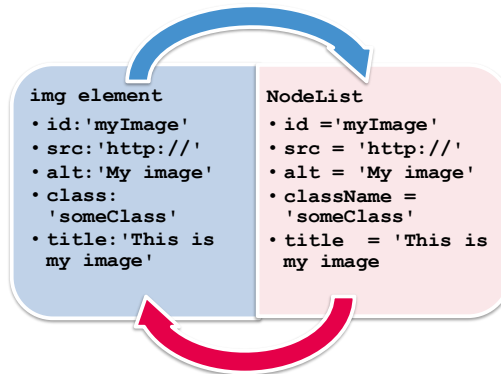 img element
• id:'myImage'
• src:'http://'
• alt:'My image'
• class:
'someClass'
• title:'This is
my image'
NodeList
• id ='myImage'
• src = 'http://'
• alt = 'My image'
• className =
'someClass'
• title = 'This is
my image